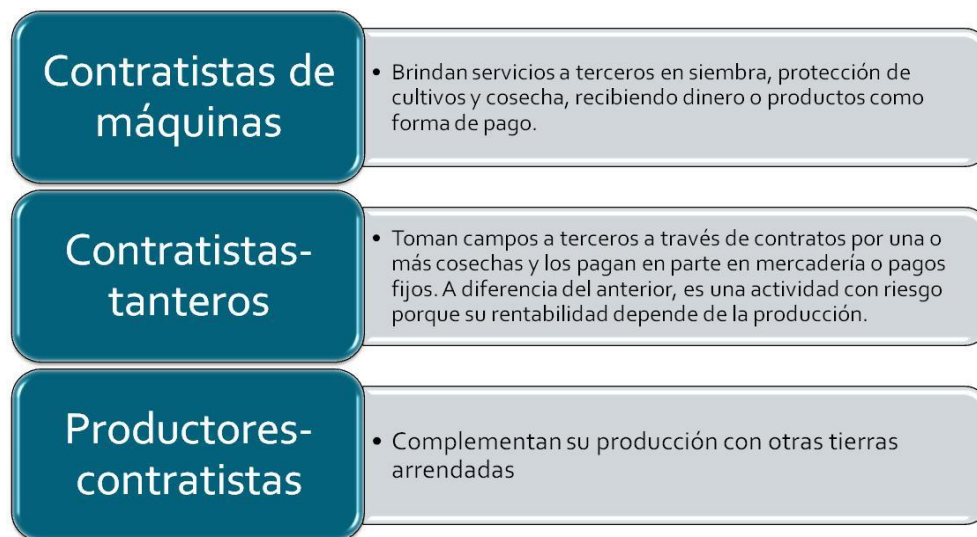 Contratistas de
máquinas
• Brindan servicios a terceros en siembra, protección de
cultivos y cosecha, recibiendo dinero o productos como
forma de pago.
Contratistas-
tanteros
• Toman campos a terceros a través de contratos por una o
más cosechas y los pagan en parte en mercadería o pagos
fijos. A diferencia del anterior, es una actividad con riesgo
porque su rentabilidad depende de la producción.
Productores-
contratistas
• Complementan su producción con otras tierras
arrendadas